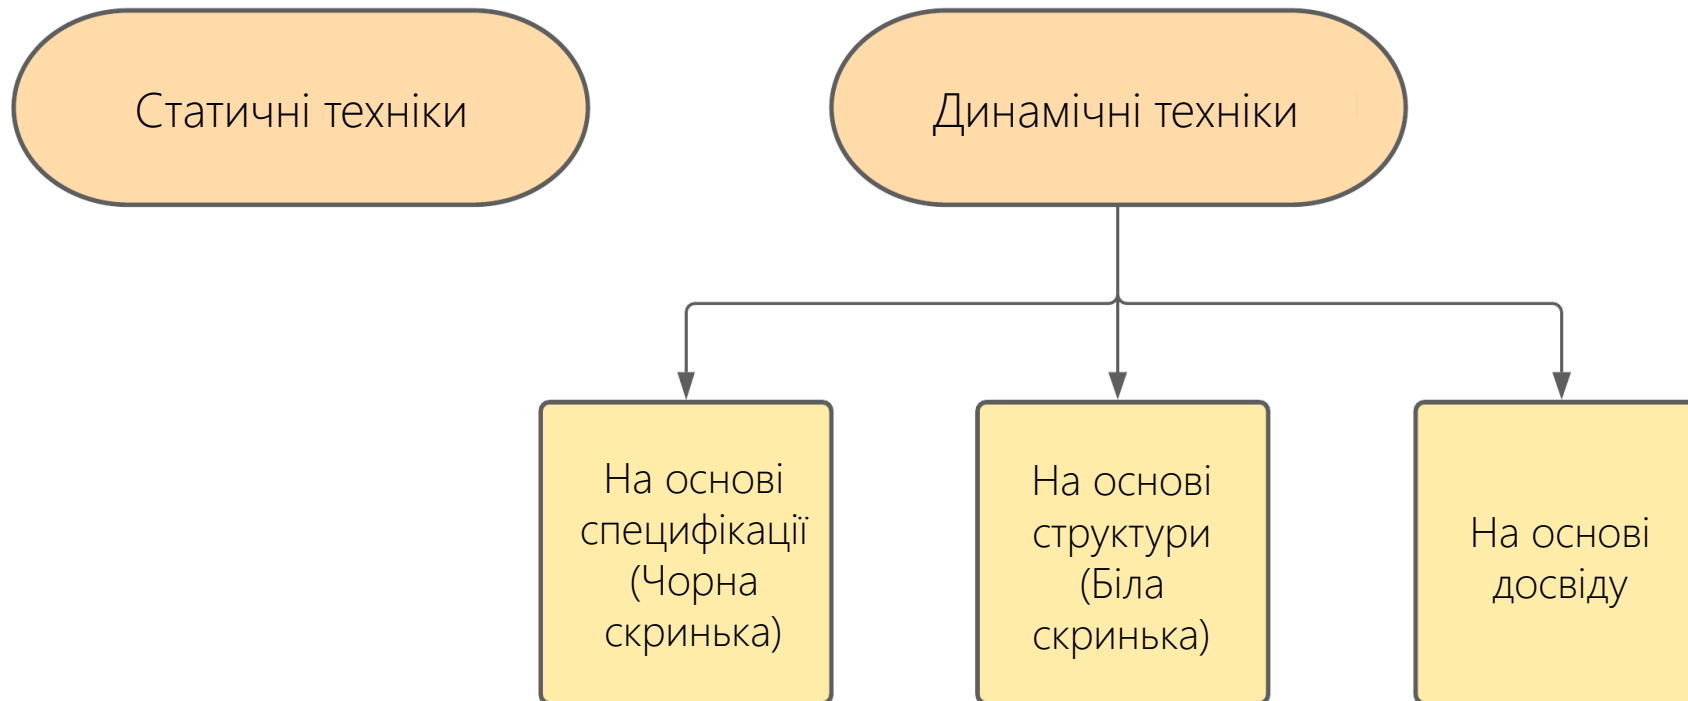 Статичні техніки
Динамічні техніки
На основі
специфікації
(Чорна
скринька)
На основі
структури
(Біла
скринька)
На основі
досвіду